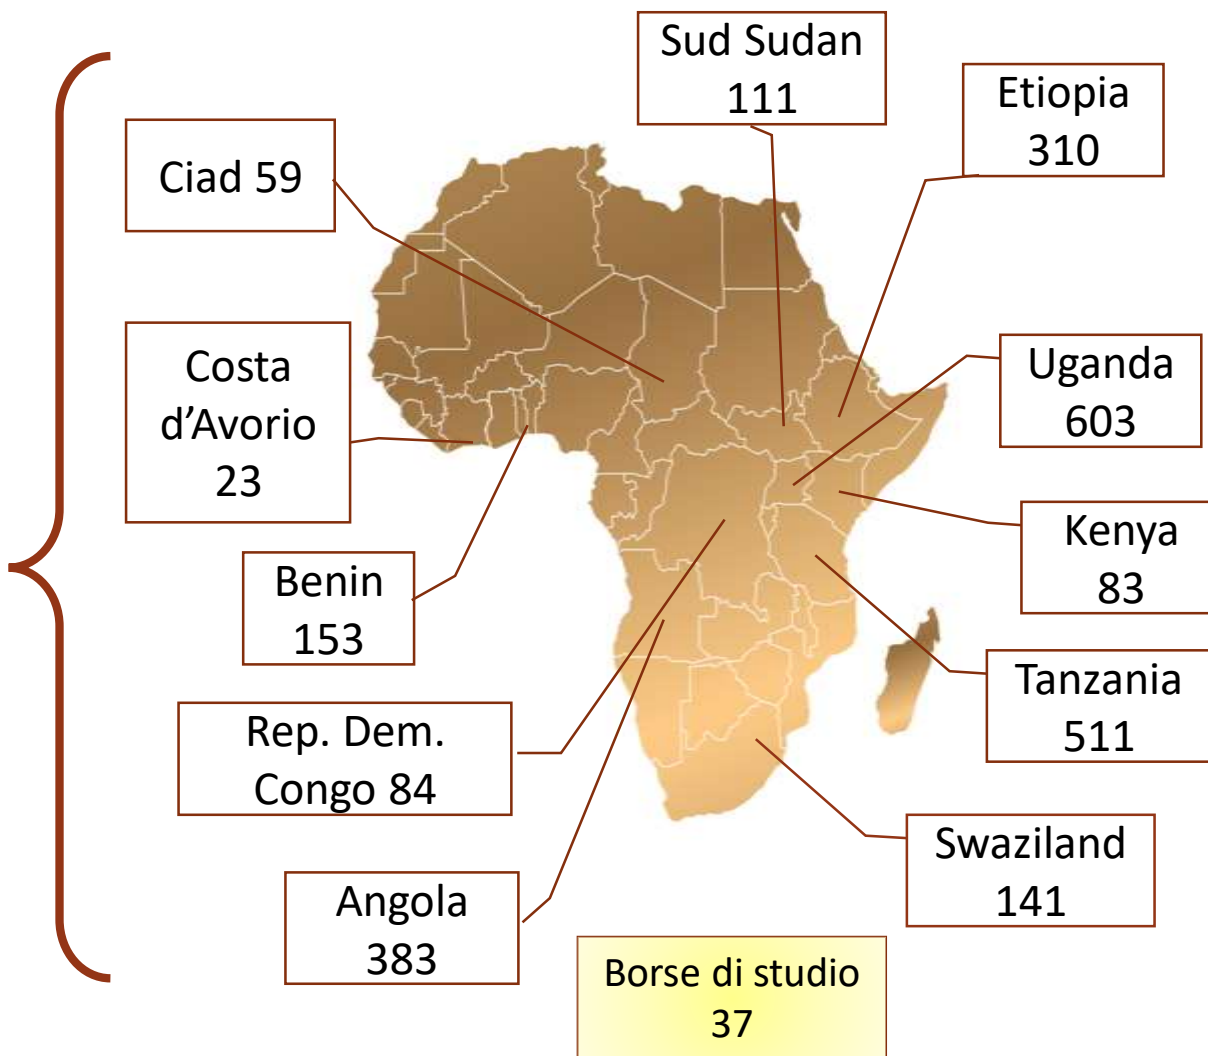 Sud Sudan
111
Etiopia
310
Ciad 59
Costa
d’Avorio
23
Uganda
603
Kenya
83
Benin
153
Tanzania
511
Rep. Dem.
Congo 84
Swaziland
141
Angola
383
Borse di studio
37